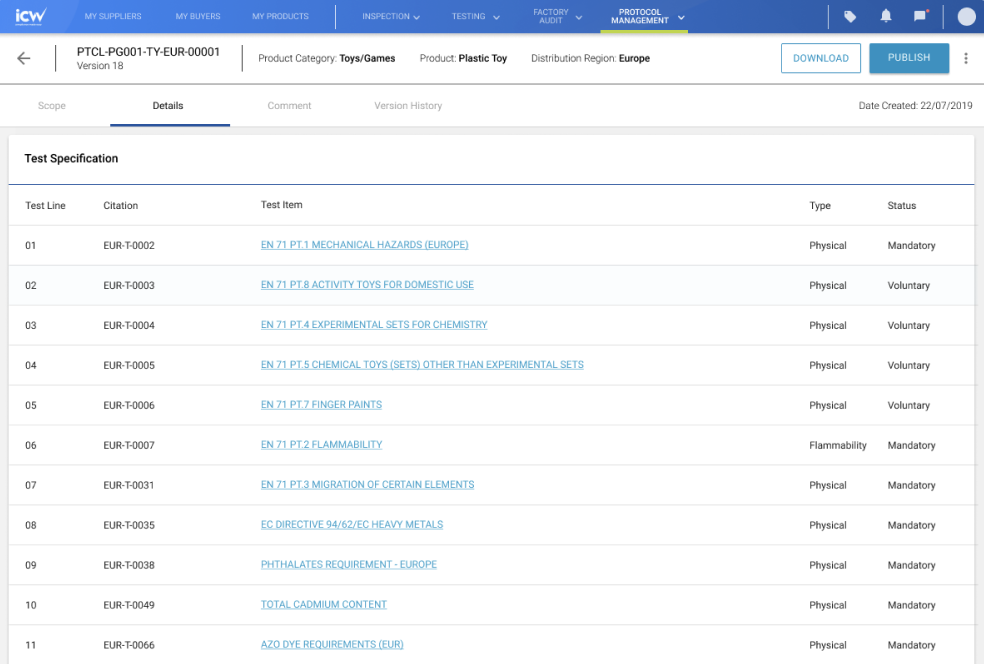 icw
MY SUPPLIERS MY BUYERS MY PRODUCTS INSPECTION TESTING FACTORY AUDIT PROTOCOL MANAGEMENT
PTCL-PG001-TY-EUR-00001
Version 18
Product Category: Toys/Games Product: Plastic Toy Distribution Region: Europe DOWNLOAD PUBLISH
Scope Details Comment Version History Date Created: 22/07/2019
Test Specification
Test Line Citation Test Item Type Status
01 EUR-T-0002 EN 71 PT.1 MECHANICAL HAZARDS (EUROPE) Physical Mandatory
02 EUR-T-0003 EN 71 PT.8 ACTIVITY TOYS FOR DOMESTIC USE Physical Voluntary
03 EUR-T-0004 EN 71 PT.4 EXPERIMENTAL SETS FOR CHEMISTRY Physical Voluntary
04 EUR-T-0005 EN 71 PT.5 CHEMICAL TOYS (SETS) OTHER THAN EXPERIMENTAL SETS Physical Voluntary
05 EUR-T-0006 EN 71 PT.7 FINGER PAINTS Physical Voluntary
06 EUR-T-0007 EN 71 PT.2 FLAMMABILITY Flammability Mandatory
07 EUR-T-0031 EN 71 PT.3 MIGRATION OF CERTAIN ELEMENTS Physical Mandatory
08 EUR-T-0035 EC DIRECTIVE 94/62/EC HEAVY METALS Physical Mandatory
09 EUR-T-0038 PHTHALATES REQUIREMENT - EUROPE Physical Mandatory
10 EUR-T-0049 TOTAL CADMIUM CONTENT Physical Mandatory
11 EUR-T-0066 AZO DYE REQUIREMENTS (EUR) Physical Mandatory